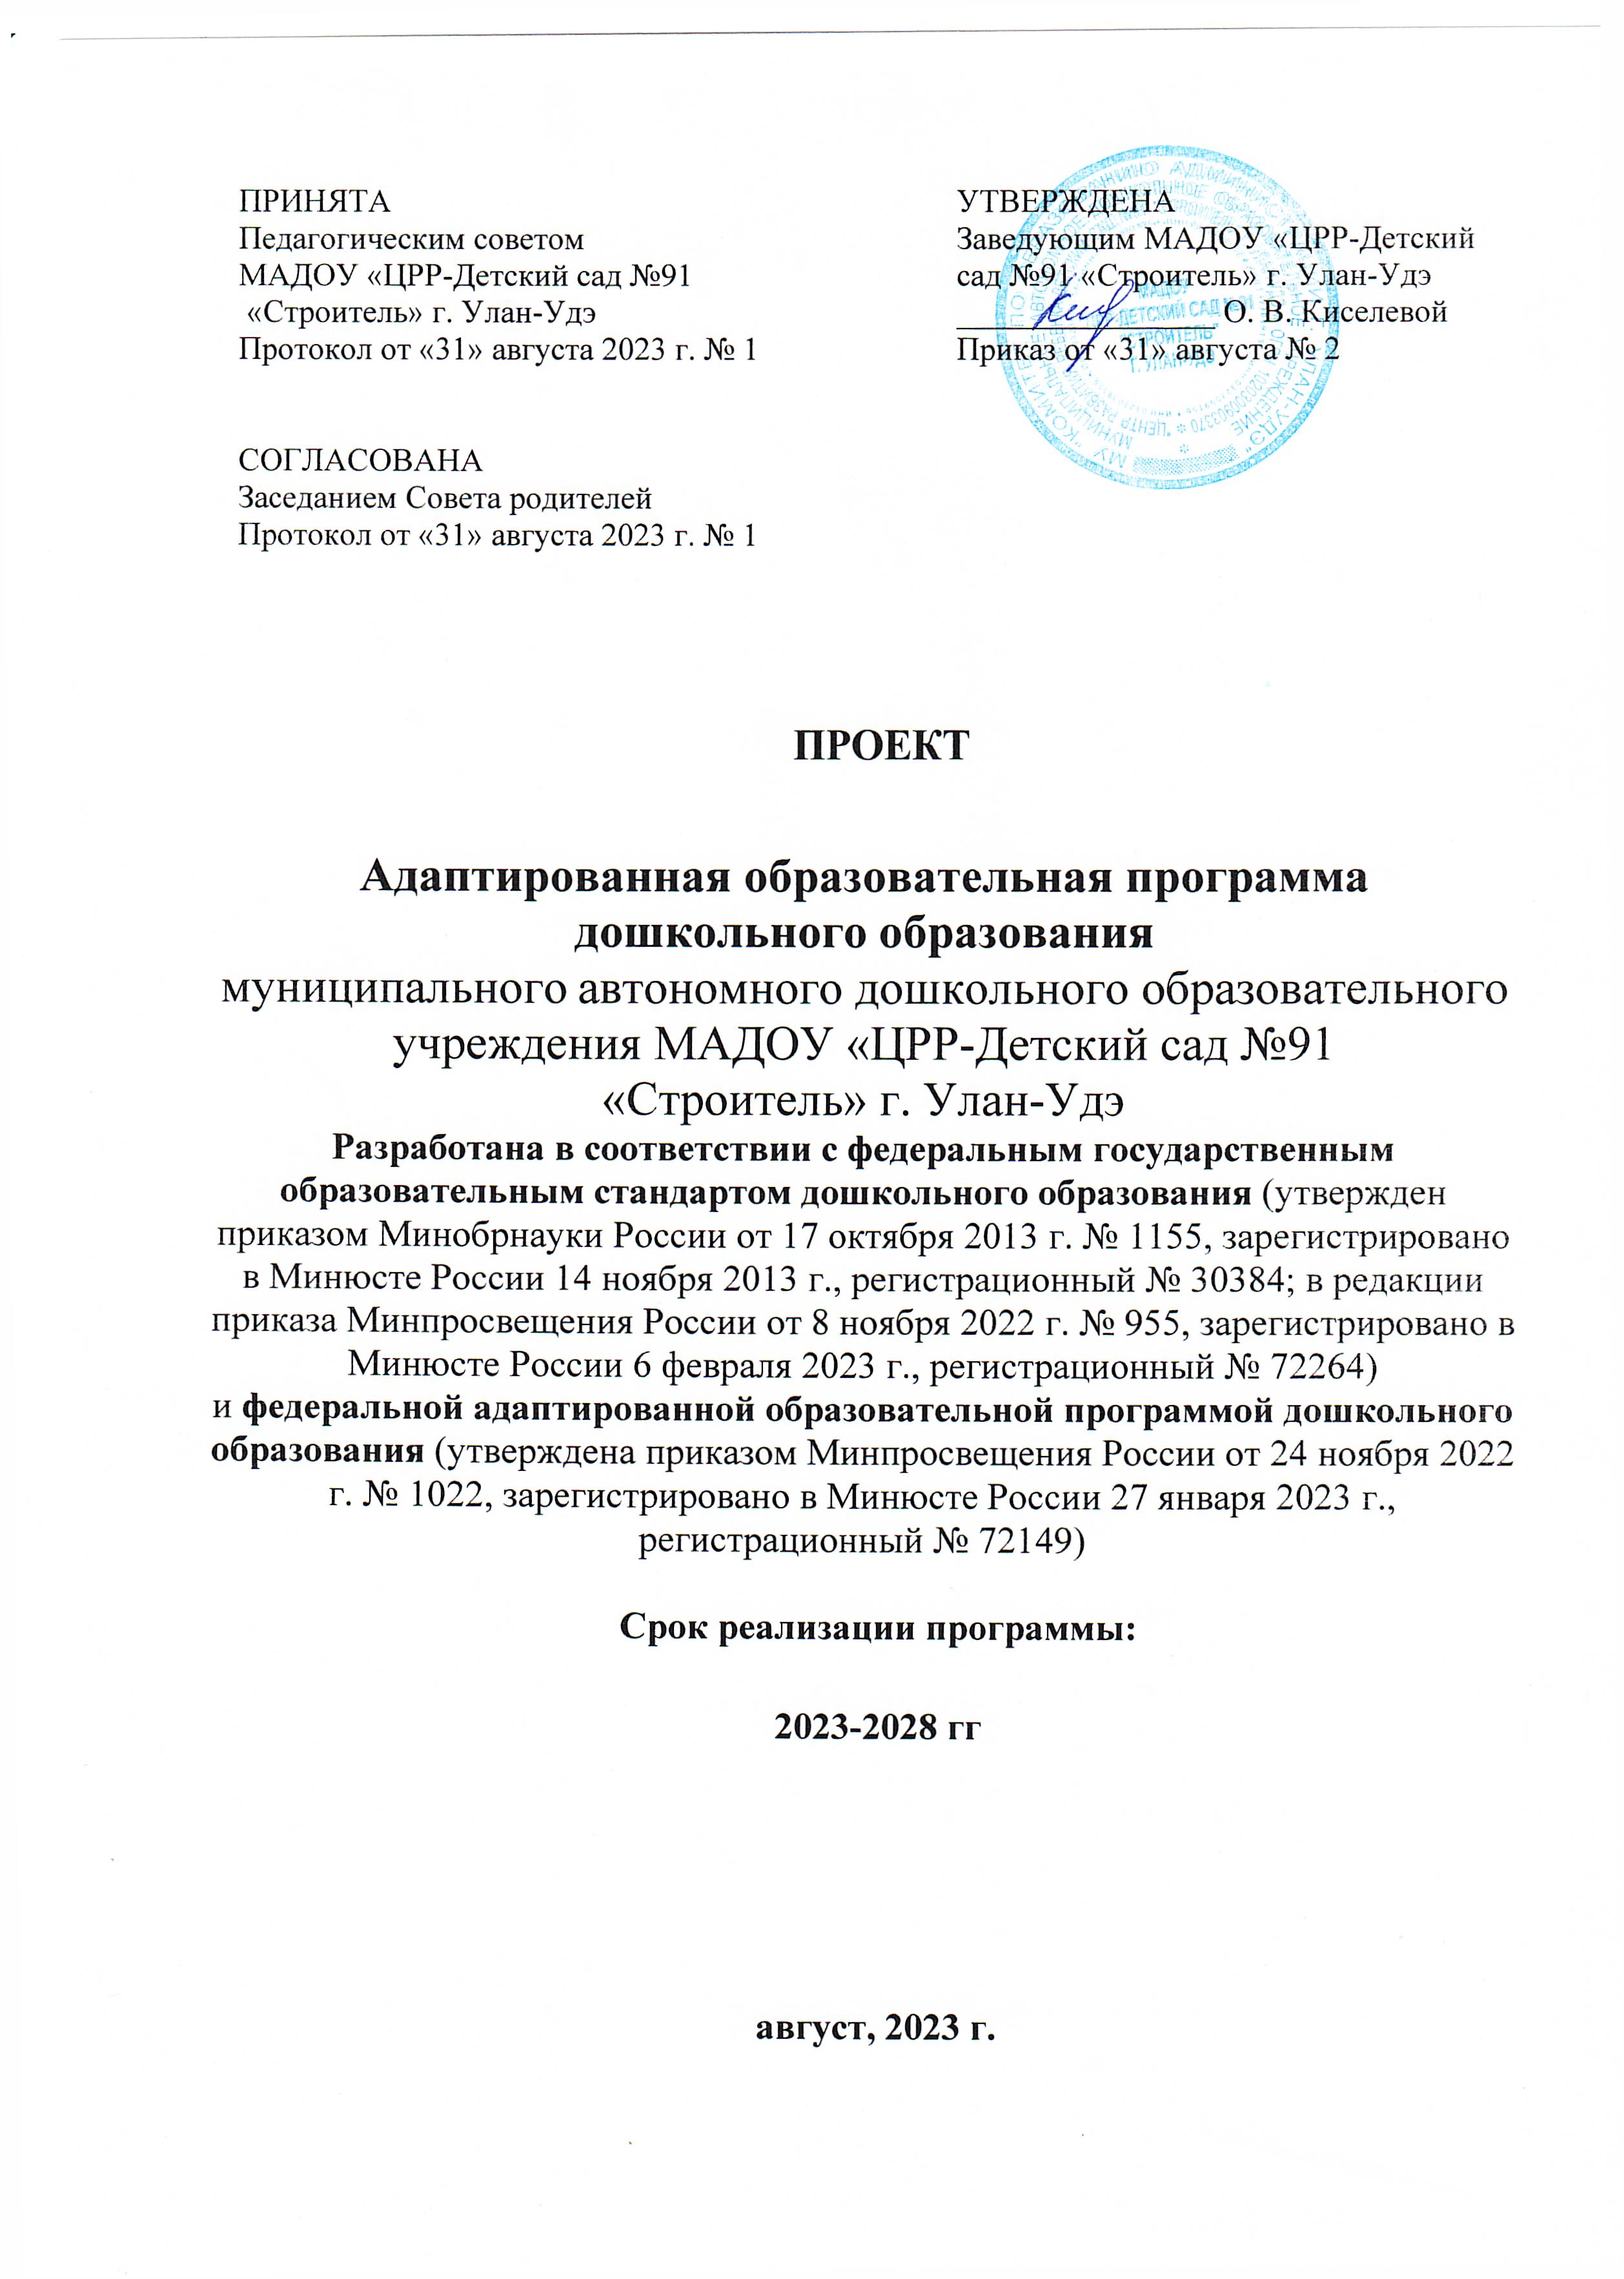 ПРИНЯТА
Педагогическим советом
МАДОУ «ЦРР-Детский сад №91
«Строитель» г. Улан-Удэ
Протокол от «31» августа 2023 г. № 1
УТВЕРЖДЕНА
Заведующим МАДОУ «ЦРР-Детский
сад №91 «Строитель» г. Улан-Удэ
О. В. Киселевой
Приказ от «31» августа № 2
СОГЛАСОВАНА
Заседанием Совета родителей
Протокол от «31» августа 2023 г. № 1
ПРОЕКТ
Адаптированная образовательная программа
дошкольного образования
муниципального автономного дошкольного образовательного
учреждения МАДОУ «ЦРР-Детский сад №91
«Строитель» г. Улан-Удэ
Разработана в соответствии с федеральным государственным
образовательным стандартом дошкольного образования (утвержден
приказом Минобрнауки России от 17 октября 2013 г. № 1155, зарегистрировано
в Минюсте России 14 ноября 2013 г., регистрационный № 30384; в редакции
приказа Минпросвещения России от 8 ноября 2022 г. № 955, зарегистрировано в
Минюсте России 6 февраля 2023 г., регистрационный № 72264)
и федеральной адаптированной образовательной программой дошкольного
образования (утверждена приказом Минпросвещения России от 24 ноября 2022
г. № 1022, зарегистрировано в Минюсте России 27 января 2023 г.,
регистрационный № 72149)
Срок реализации программы:
2023-2028 гг
август, 2023 г.